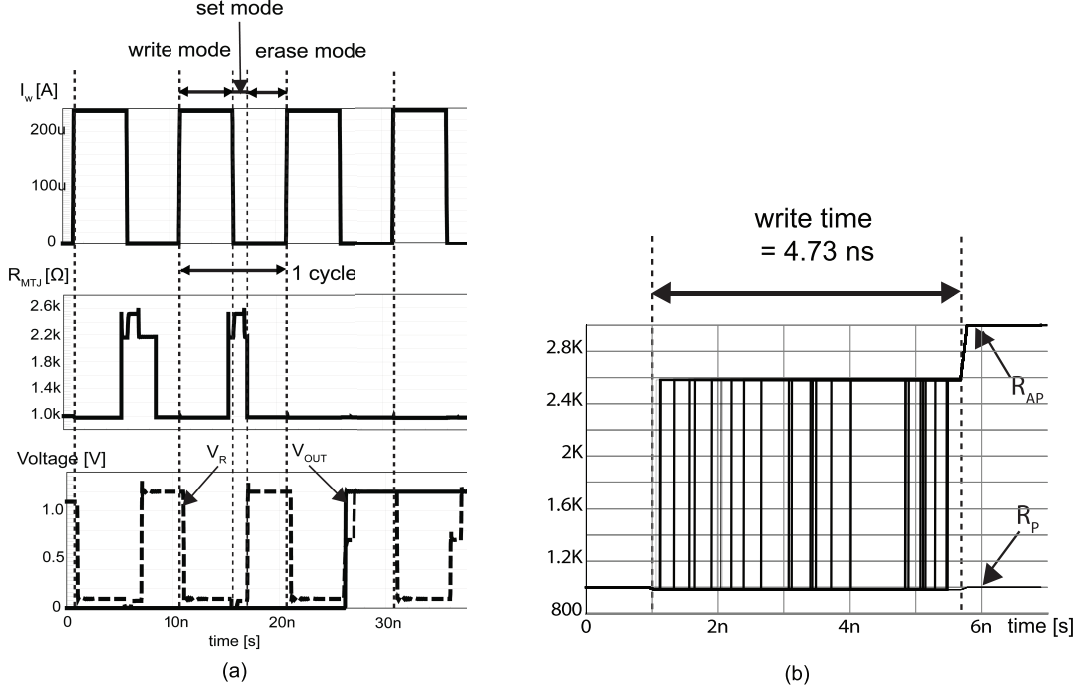 set mode
write mode
erase mode
I_w [A]
200u
100u
0
R_MTJ [Ω]
1 cycle
2.6k
2.2k
1.8k
1.4k
1.0k
Voltage [V]
V_R
V_OUT
1.0
0.5
0
0 10n 20n 30n
time [s]
(a)
write time
= 4.73 ns
2.8K
2.4K
2K
1.6K
1.2K
800
R_AP
R_P
0 2n 4n 6n time [s]
(b)